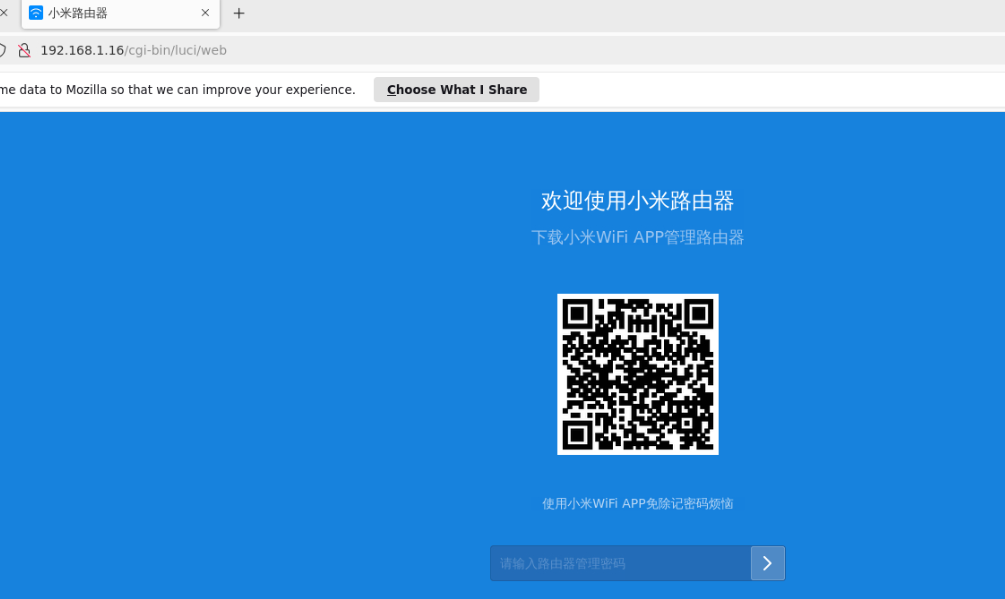 小米路由器
192.168.1.16/cgi-bin/luci/web
me data to Mozilla so that we can improve your experience. Choose What I Share
欢迎使用小米路由器
下载小米WiFi APP管理路由器
使用小米WiFi APP免除记密码烦恼
请输入路由器管理密码